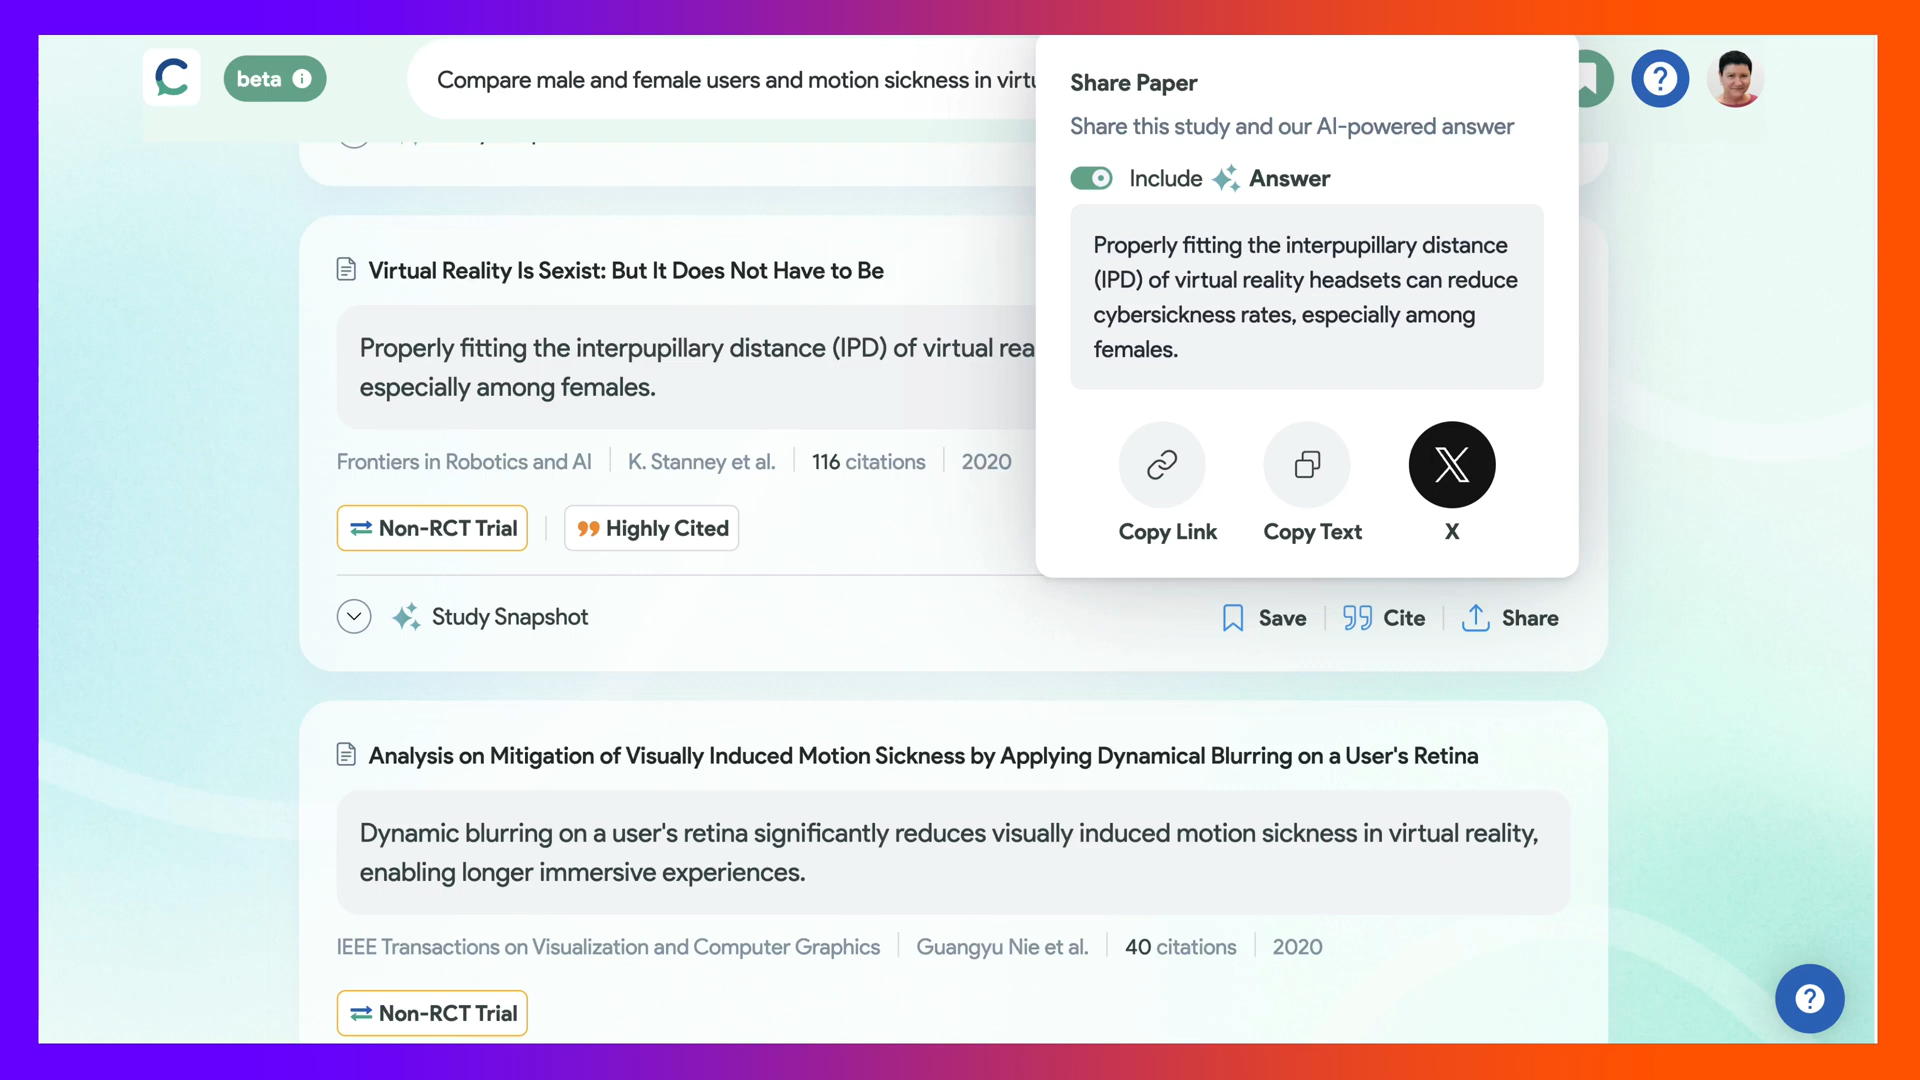 beta
Compare male and female users and motion sickness in virtu
Share Paper
Share this study and our AI-powered answer
Include Answer
Properly fitting the interpupillary distance
(IPD) of virtual reality headsets can reduce
cybersickness rates, especially among
females.
Copy Link
Copy Text
X
Virtual Reality Is Sexist: But It Does Not Have to Be
Properly fitting the interpupillary distance (IPD) of virtual rea
especially among females.
Frontiers in Robotics and AI K. Stanney et al. 116 citations 2020
Non-RCT Trial Highly Cited
Study Snapshot
Save Cite Share
Analysis on Mitigation of Visually Induced Motion Sickness by Applying Dynamical Blurring on a User's Retina
Dynamic blurring on a user's retina significantly reduces visually induced motion sickness in virtual reality,
enabling longer immersive experiences.
IEEE Transactions on Visualization and Computer Graphics Guangyu Nie et al. 40 citations 2020
Non-RCT Trial